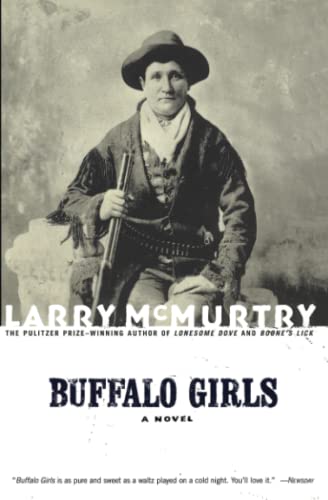 LARRY McMURTRY
THE PULITZER PRIZE–WINNING AUTHOR OF LONESOME DOVE AND BOONE'S LICK
BUFFALO GIRLS
A NOVEL
"Buffalo Girls is as pure and sweet as a waltz played on a cold night. You'll love it." —NEWSDAY